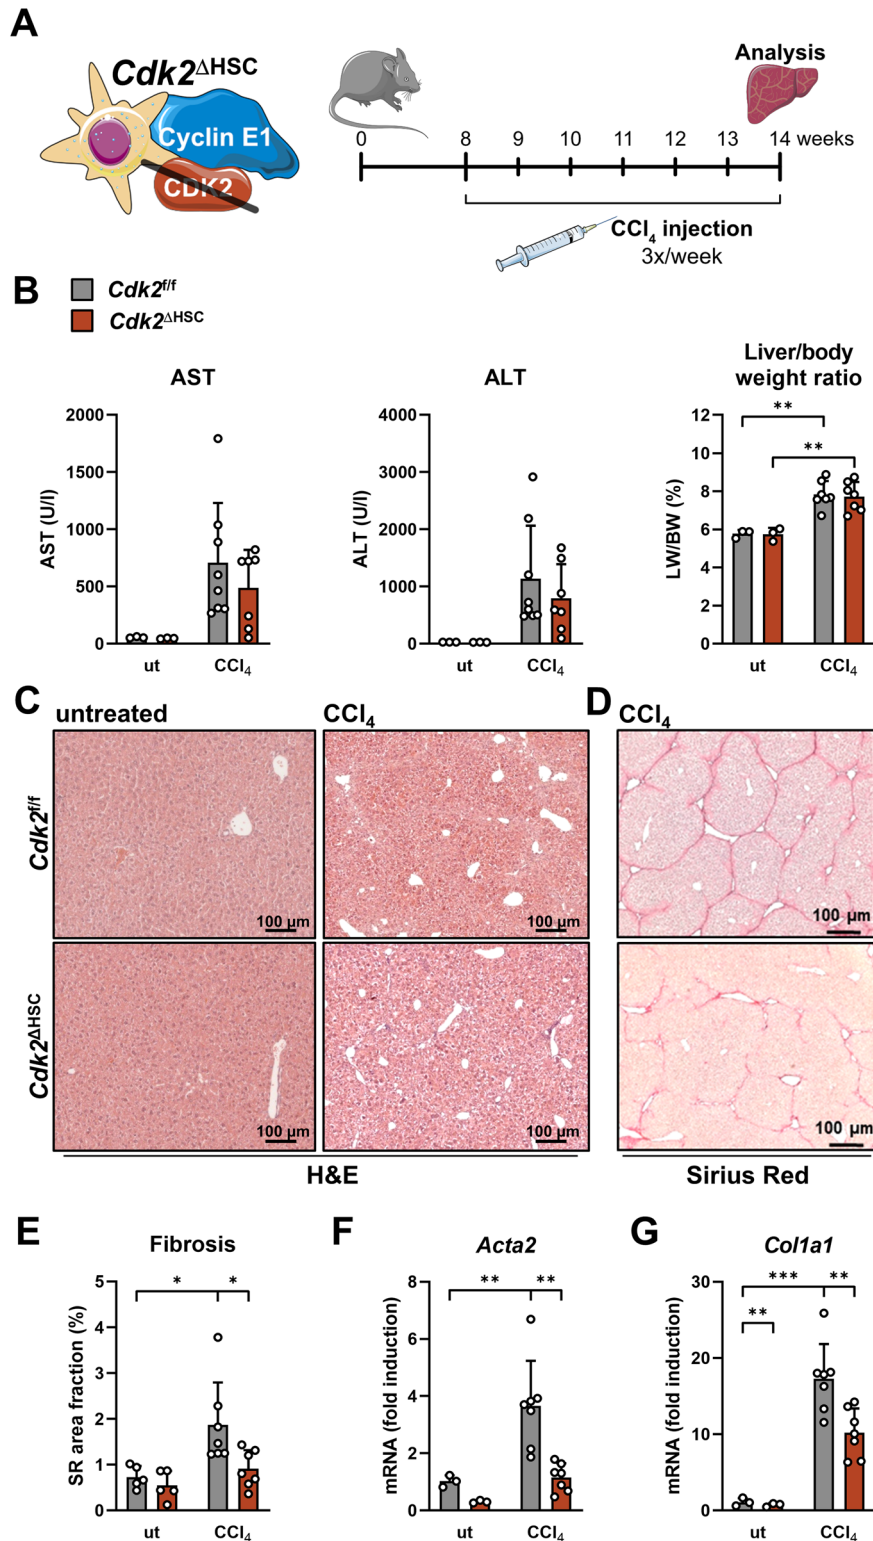 A
Cdk2ΔHSC
Cyclin E1
CDK2
Analysis
0 8 9 10 11 12 13 14 weeks
CCl4 injection
3x/week
B
Cdk2f/f
Cdk2ΔHSC
AST
AST (U/l)
2000
1500
1000
500
0
ut CCl4
ALT
ALT (U/l)
4000
3000
2000
1000
0
ut CCl4
Liver/body
weight ratio
LW/BW (%)
12
10
8
6
4
2
0
**
**
ut CCl4
C
untreated CCl4
Cdk2f/f
100 µm 100 µm
Cdk2ΔHSC
100 µm 100 µm
H&E
D
CCl4
100 µm
100 µm
Sirius Red
E
Fibrosis
SR area fraction (%)
5
4
3
2
1
0
* *
ut CCl4
F
Acta2
mRNA (fold induction)
8
6
4
2
0
** **
ut CCl4
G
Col1a1
mRNA (fold induction)
30
20
10
0
*** **
**
ut CCl4